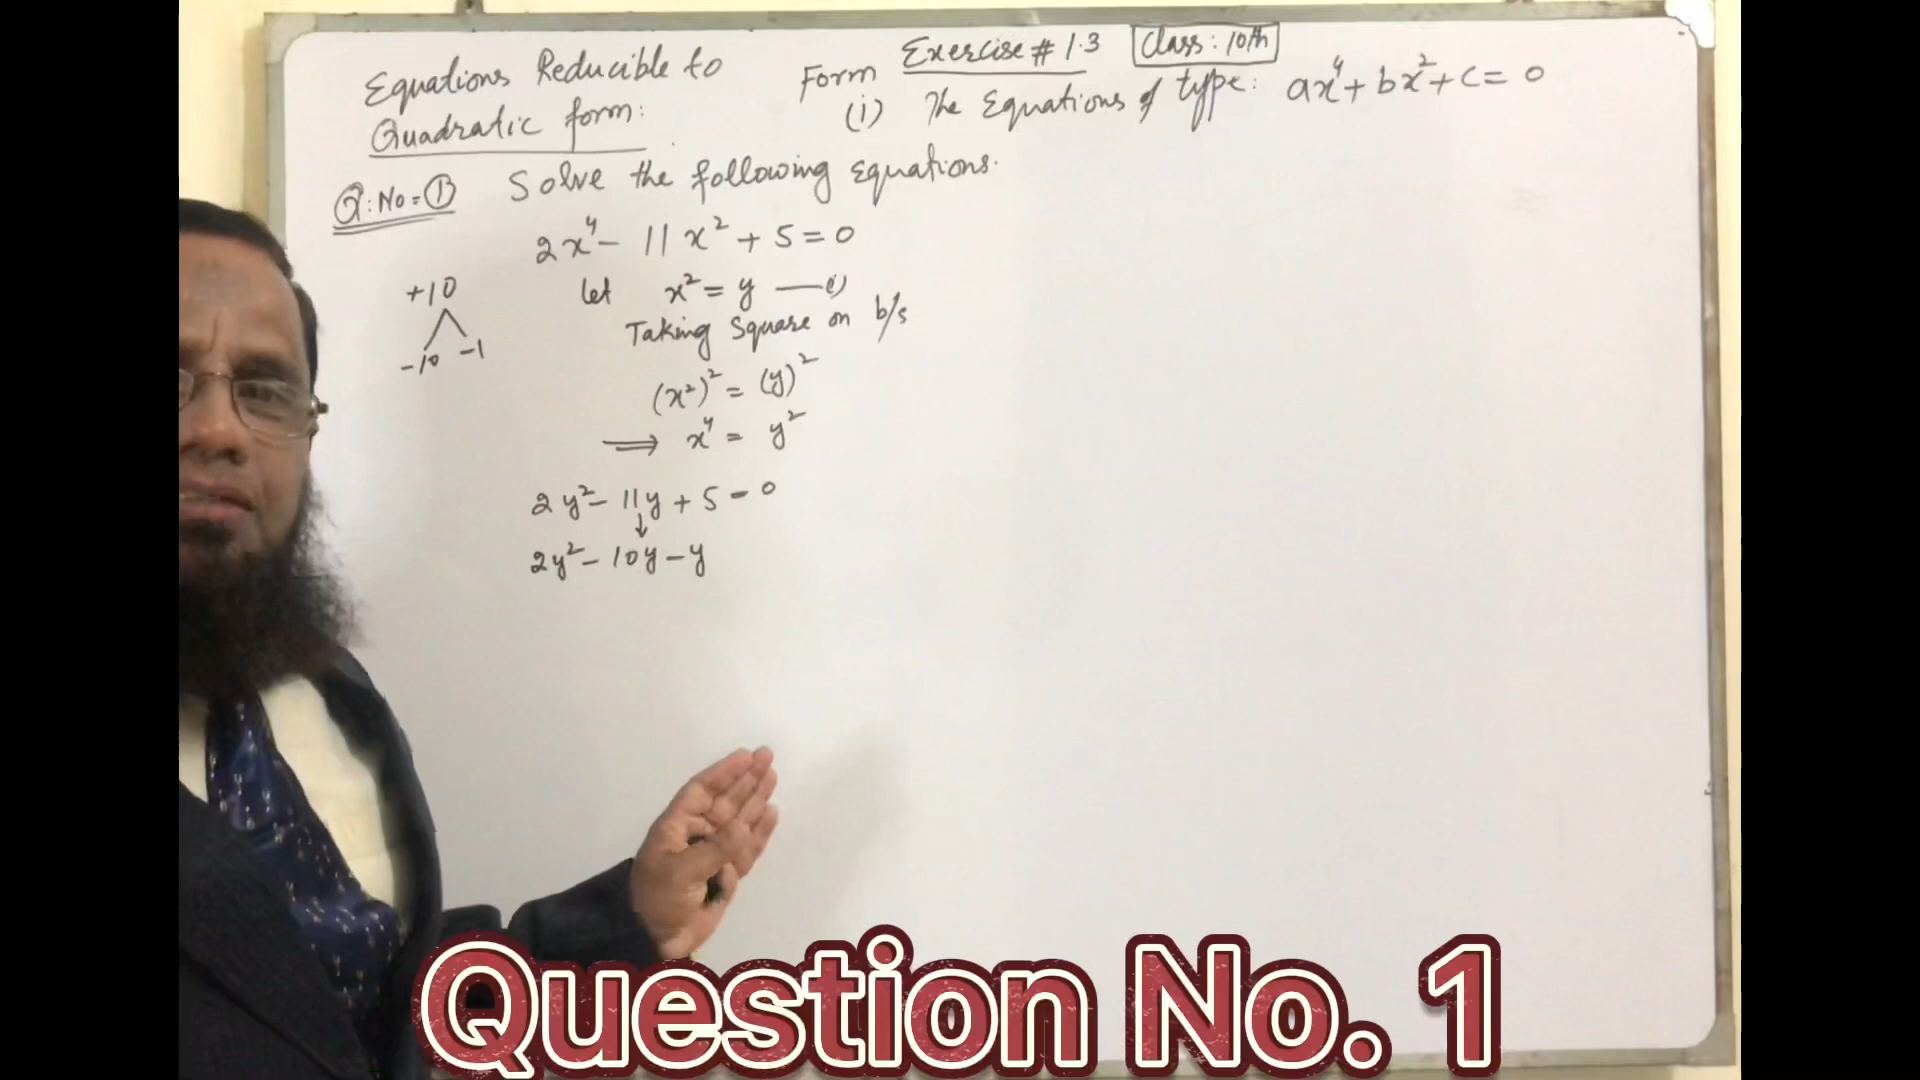 Equations Reducible to
Quadratic form:
Form Exercise # 1.3 Class: 10th
(i) The Equations of type: ax⁴ + bx² + c = 0
Q:No=① Solve the following equations.
2x⁴ - 11x² + 5 = 0
let x² = y —(i)
+10
-10 -1
Taking Square on b/s
(x²)² = (y)²
⟹ x⁴ = y²
2y² - 11y + 5 - 0
↓
2y² - 10y - y
Question No. 1